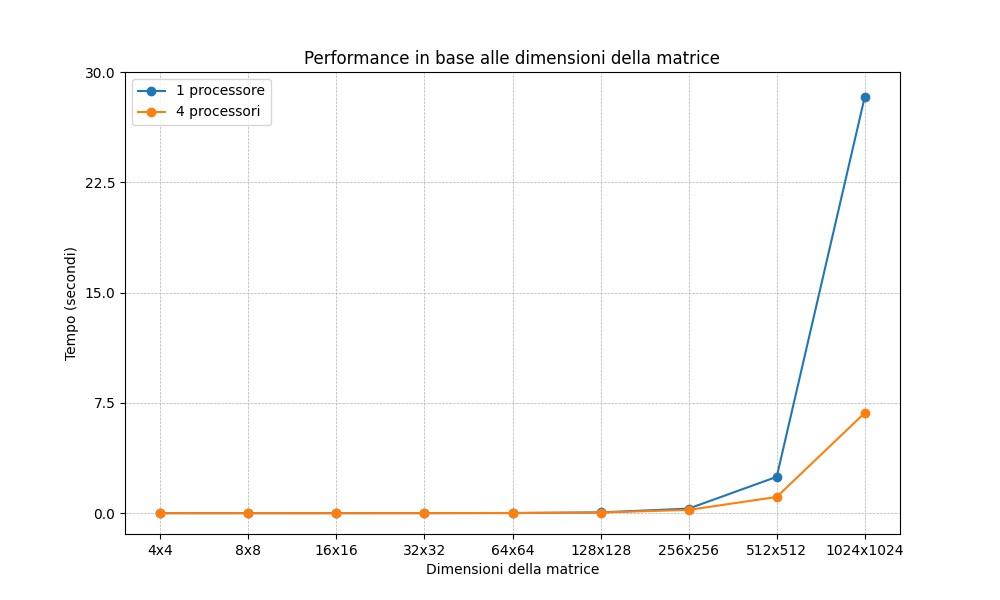 Performance in base alle dimensioni della matrice
30.0
22.5
15.0
7.5
0.0
Tempo (secondi)
1 processore
4 processori
4x4 8x8 16x16 32x32 64x64 128x128 256x256 512x512 1024x1024
Dimensioni della matrice